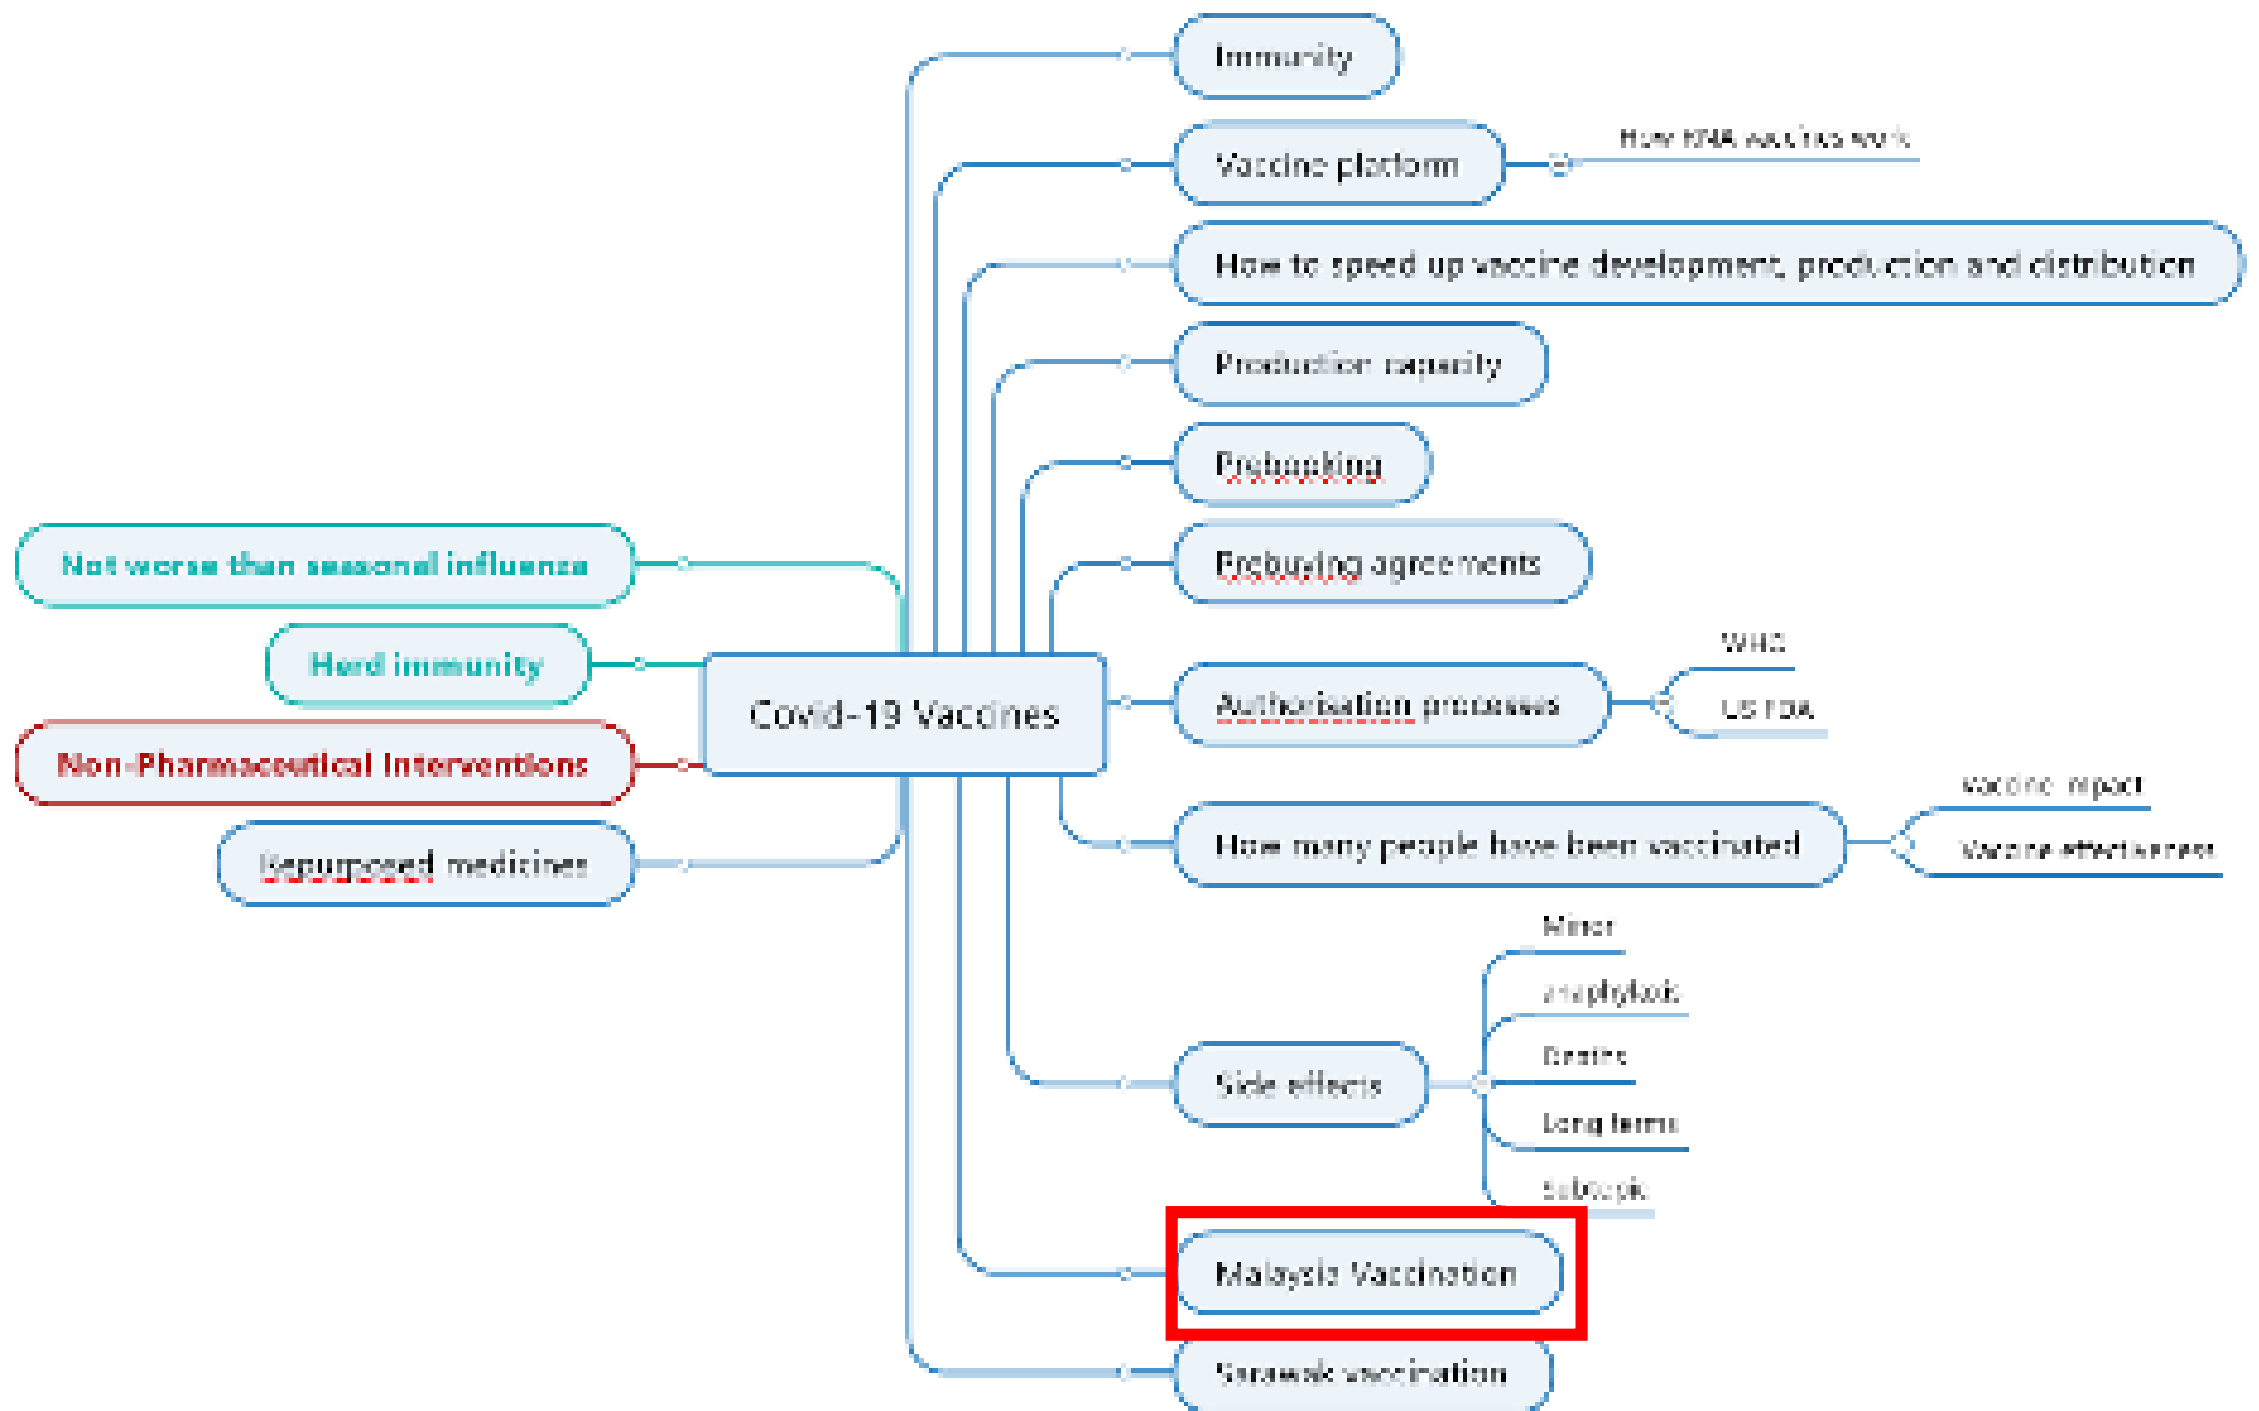 Immunity
Vaccine platform
How RNA vaccines work
How to speed up vaccine development, production and distribution
Production capacity
Prebooking
Prebuying agreements
Not worse than seasonal influenza
Herd immunity
Non-Pharmaceutical Interventions
Repurposed medicines
Covid-19 Vaccines
Authorisation processes
WHO
US FDA
How many people have been vaccinated
Vaccine impact
Vaccine effectiveness
Side effects
Minor
anaphylaxis
Deaths
Long terms
Subtopic
Malaysia Vaccination
Sarawak vaccination